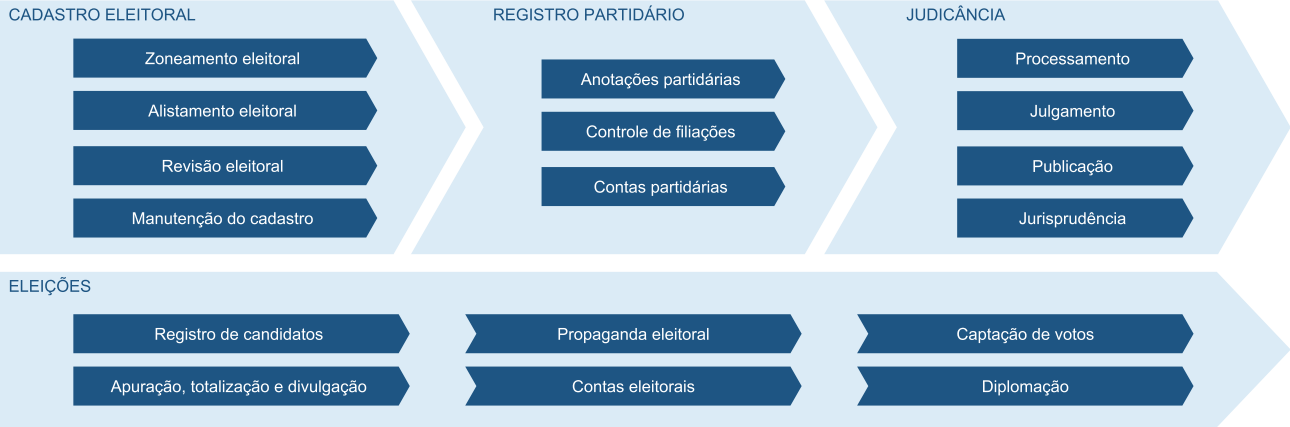 CADASTRO ELEITORAL
Zoneamento eleitoral
Alistamento eleitoral
Revisão eleitoral
Manutenção do cadastro
REGISTRO PARTIDÁRIO
Anotações partidárias
Controle de filiações
Contas partidárias
JUDICÂNCIA
Processamento
Julgamento
Publicação
Jurisprudência
ELEIÇÕES
Registro de candidatos
Propaganda eleitoral
Captação de votos
Apuração, totalização e divulgação
Contas eleitorais
Diplomação